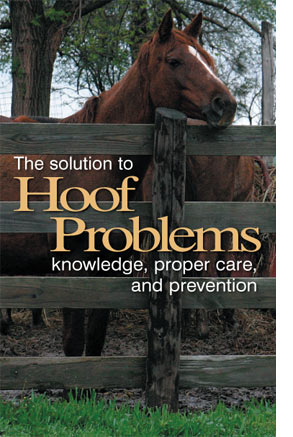 The solution to
Hoof
Problems
knowledge, proper care,
and prevention